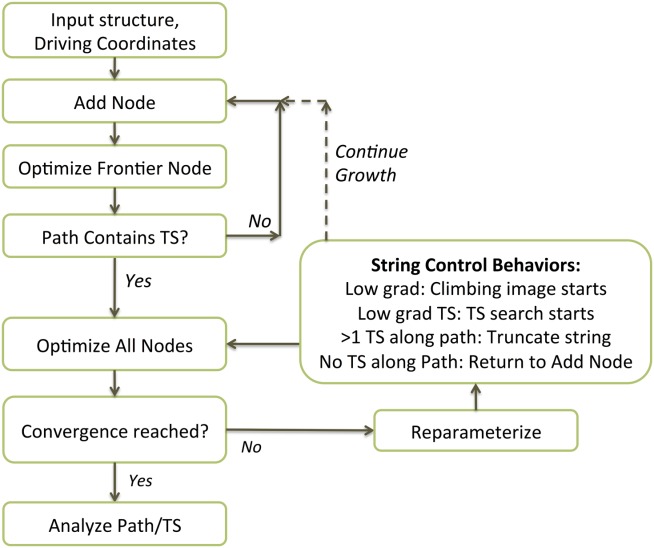 Input structure,
Driving Coordinates
Add Node
Optimize Frontier Node
Path Contains TS?
No
Yes
Continue
Growth
String Control Behaviors:
Low grad: Climbing image starts
Low grad TS: TS search starts
>1 TS along path: Truncate string
No TS along Path: Return to Add Node
Optimize All Nodes
Convergence reached?
No
Reparameterize
Yes
Analyze Path/TS